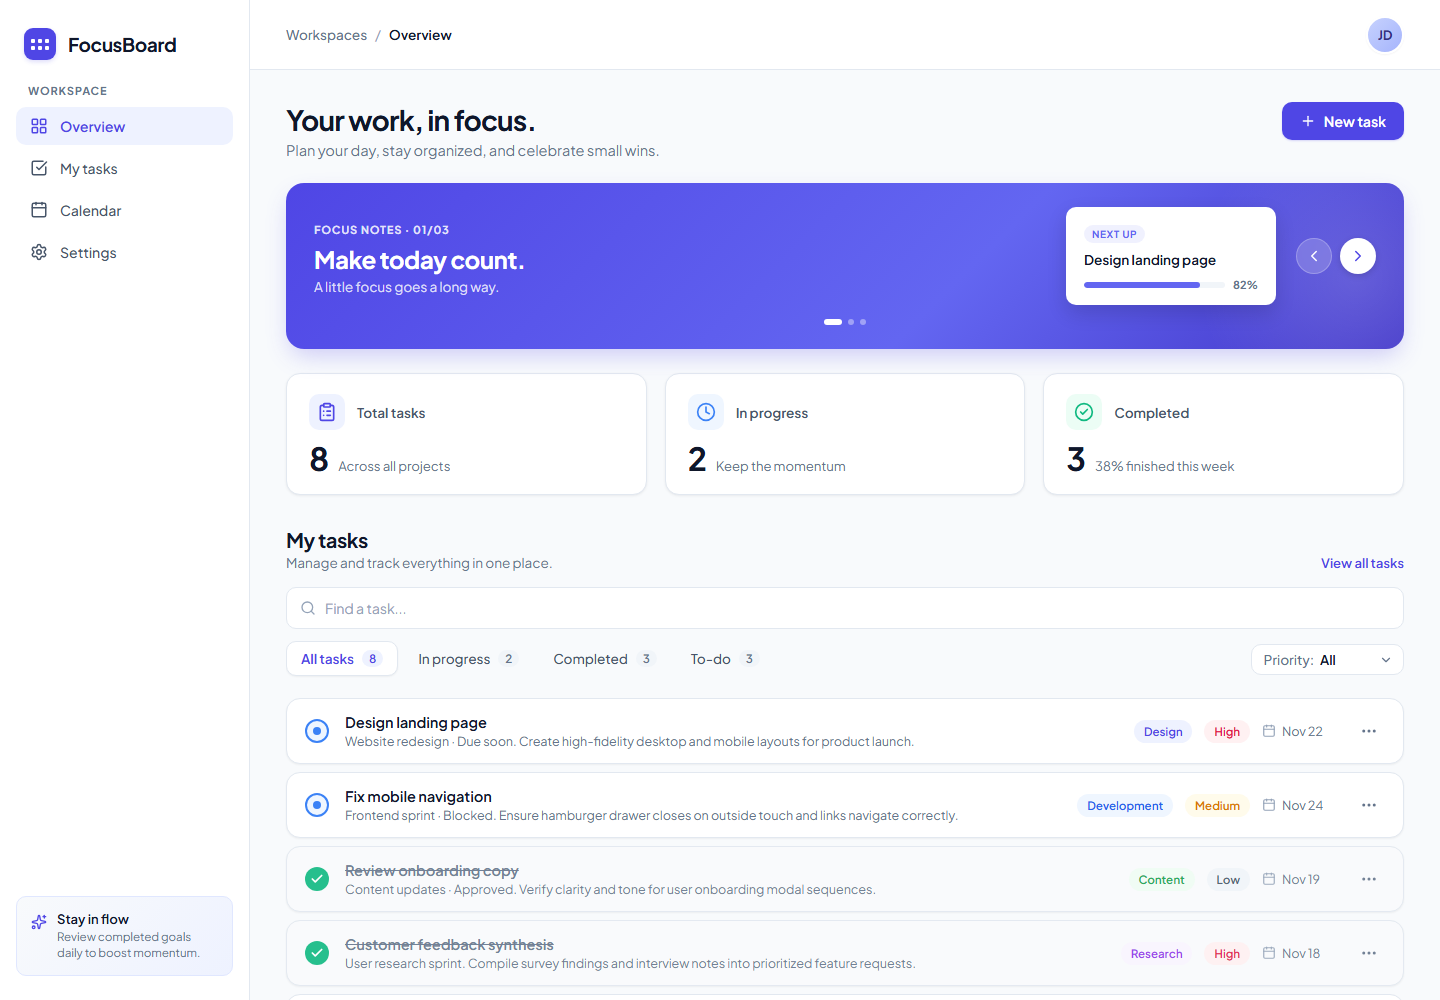 FocusBoard
WORKSPACE
Overview
My tasks
Calendar
Settings
Stay in flow
Review completed goals
daily to boost momentum.
Workspaces / Overview
JD
Your work, in focus.
Plan your day, stay organized, and celebrate small wins.
+ New task
FOCUS NOTES · 01/03
Make today count.
A little focus goes a long way.
NEXT UP
Design landing page
82%
Total tasks
8 Across all projects
In progress
2 Keep the momentum
Completed
3 38% finished this week
My tasks
Manage and track everything in one place.
View all tasks
Find a task...
All tasks 8 In progress 2 Completed 3 To-do 3
Priority: All
Design landing page
Website redesign · Due soon. Create high-fidelity desktop and mobile layouts for product launch.
Design High Nov 22
Fix mobile navigation
Frontend sprint · Blocked. Ensure hamburger drawer closes on outside touch and links navigate correctly.
Development Medium Nov 24
Review onboarding copy
Content updates · Approved. Verify clarity and tone for user onboarding modal sequences.
Content Low Nov 19
Customer feedback synthesis
User research sprint. Compile survey findings and interview notes into prioritized feature requests.
Research High Nov 18